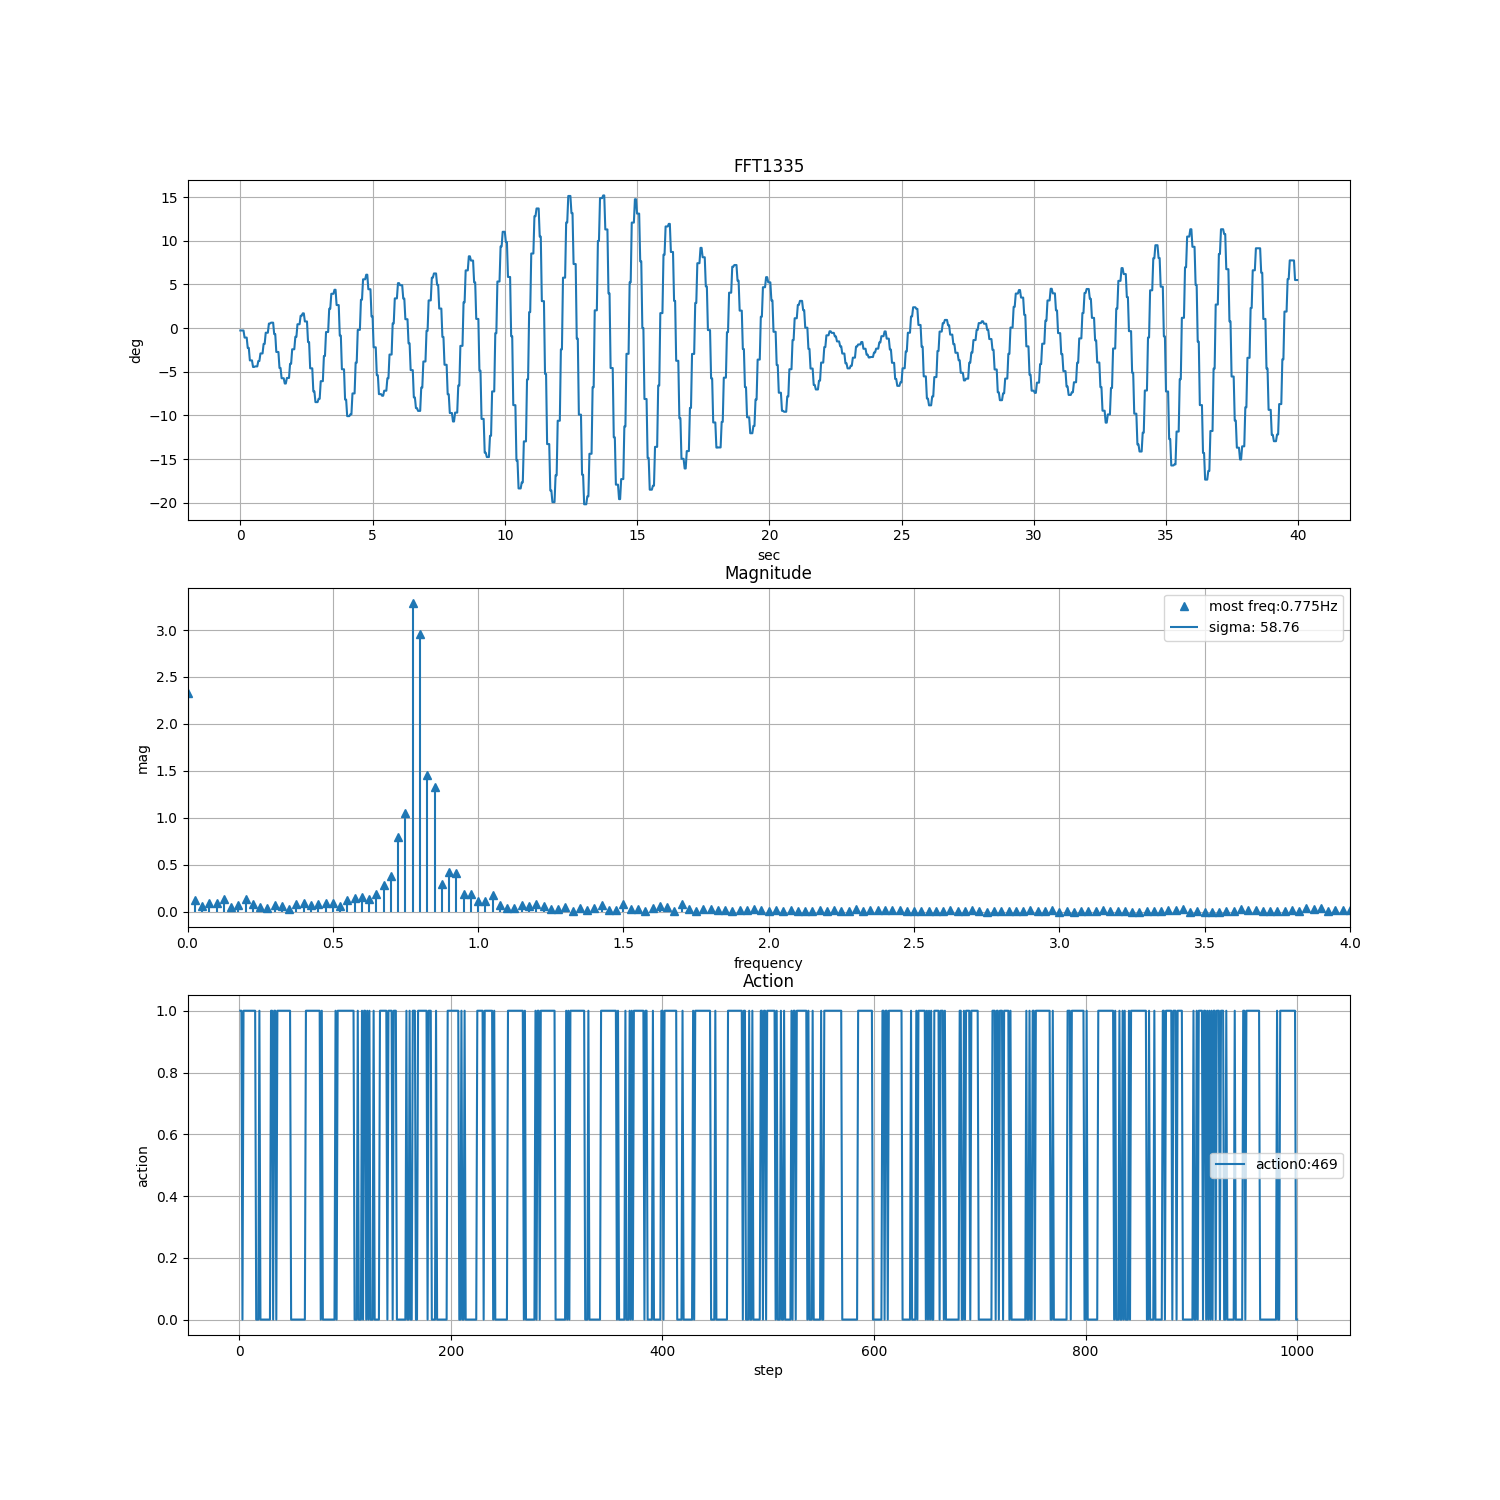 FFT1335
15
10
5
0
−5
−10
−15
−20
deg
0 5 10 15 20 25 30 35 40
sec
Magnitude
most freq:0.775Hz
sigma: 58.76
3.0
2.5
2.0
1.5
1.0
0.5
0.0
mag
0.0 0.5 1.0 1.5 2.0 2.5 3.0 3.5 4.0
frequency
Action
1.0
0.8
0.6
0.4
0.2
0.0
action
action0:469
0 200 400 600 800 1000
step